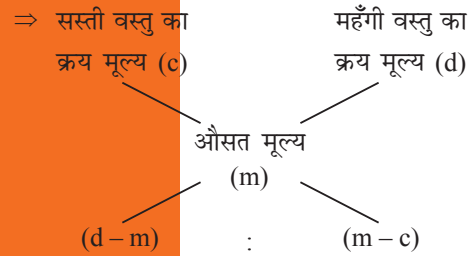 ⇒ सस्ती वस्तु का महँगी वस्तु का
क्रय मूल्य (c) क्रय मूल्य (d)
औसत मूल्य
(m)
(d – m) : (m – c)